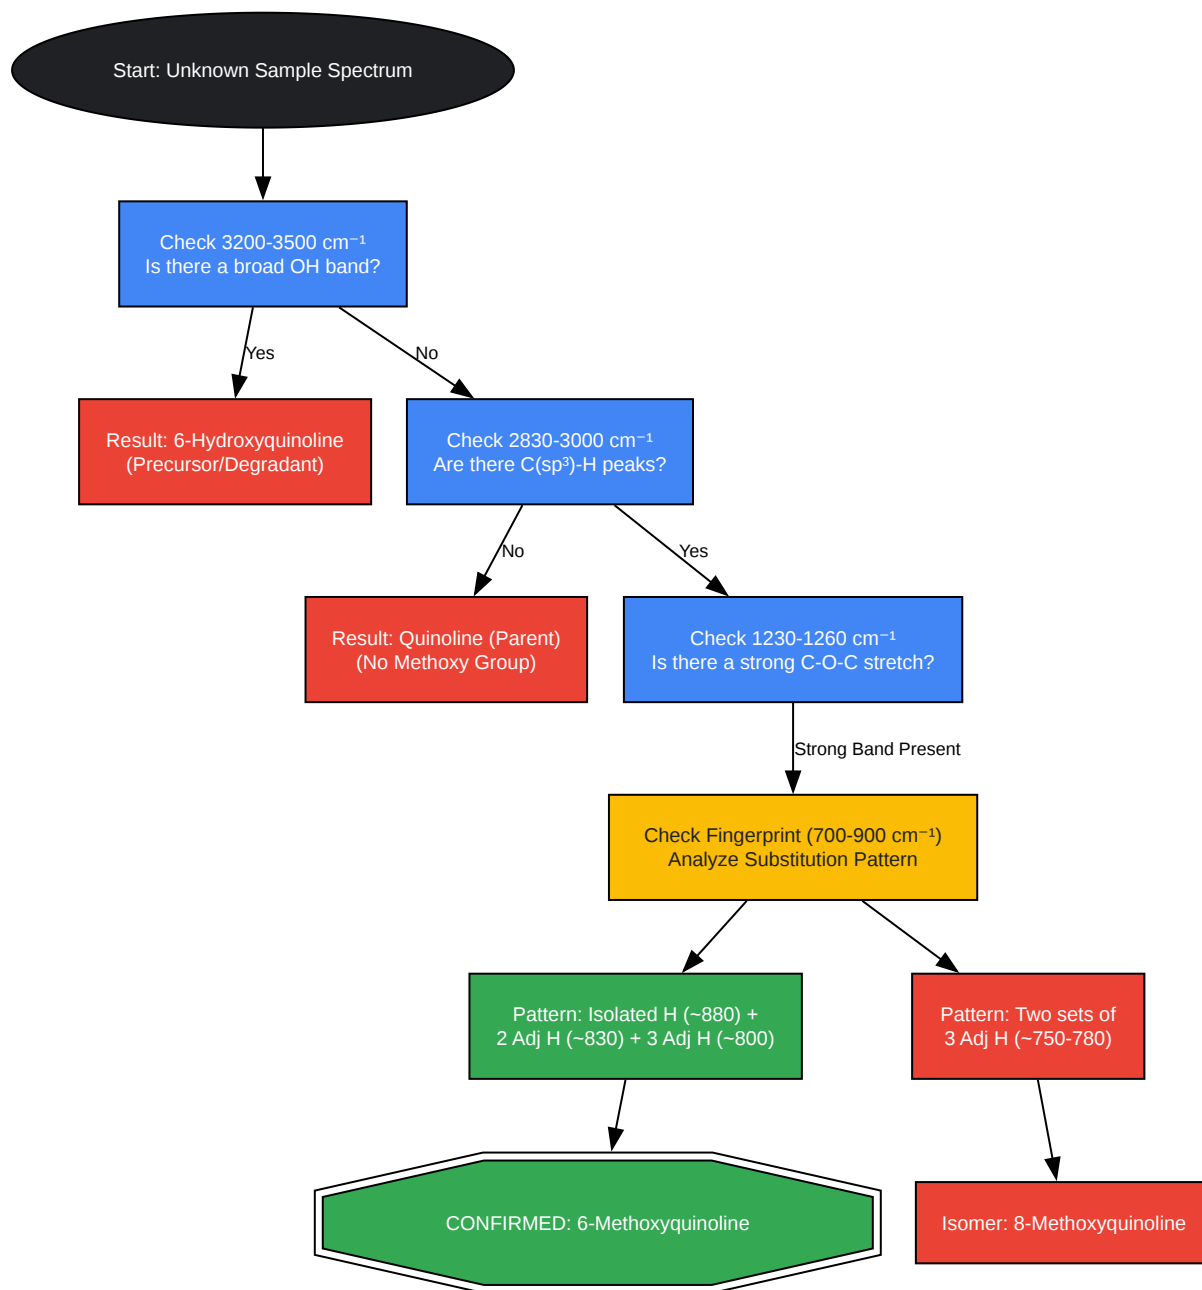 Start: Unknown Sample Spectrum
Check 3200-3500 cm⁻¹
Is there a broad OH band?
Yes
No
Result: 6-Hydroxyquinoline
(Precursor/Degradant)
Check 2830-3000 cm⁻¹
Are there C(sp³)-H peaks?
No
Yes
Result: Quinoline (Parent)
(No Methoxy Group)
Check 1230-1260 cm⁻¹
Is there a strong C-O-C stretch?
Strong Band Present
Check Fingerprint (700-900 cm⁻¹)
Analyze Substitution Pattern
Pattern: Isolated H (~880) +
2 Adj H (~830) + 3 Adj H (~800)
Pattern: Two sets of
3 Adj H (~750-780)
CONFIRMED: 6-Methoxyquinoline
Isomer: 8-Methoxyquinoline